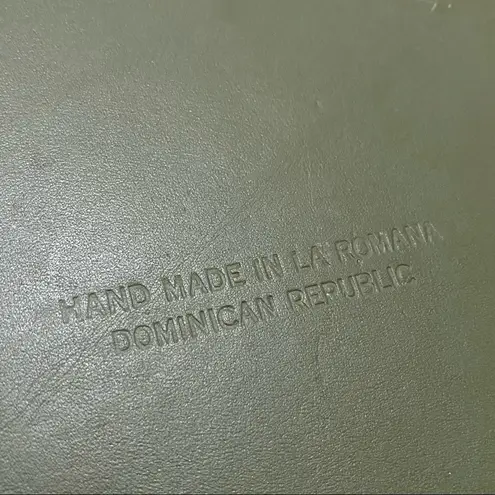 HAND MADE IN LA ROMANA
DOMINICAN REPUBLIC